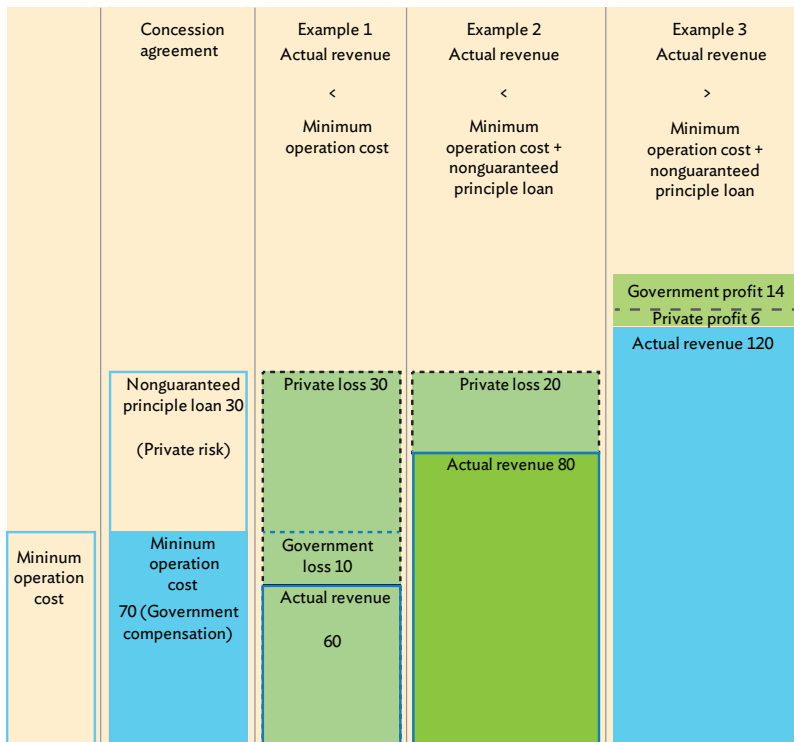 Concession
agreement
Example 1
Actual revenue
<
Minimum
operation cost
Example 2
Actual revenue
<
Minimum
operation cost +
nonguaranteed
principle loan
Example 3
Actual revenue
>
Minimum
operation cost +
nonguaranteed
principle loan
Government profit 14
Private profit 6
Actual revenue 120
Nonguaranteed
principle loan 30
(Private risk)
Private loss 30
Private loss 20
Actual revenue 80
Mininum
operation
cost
Mininum
operation
cost
70 (Government
compensation)
Government
loss 10
Actual revenue
60